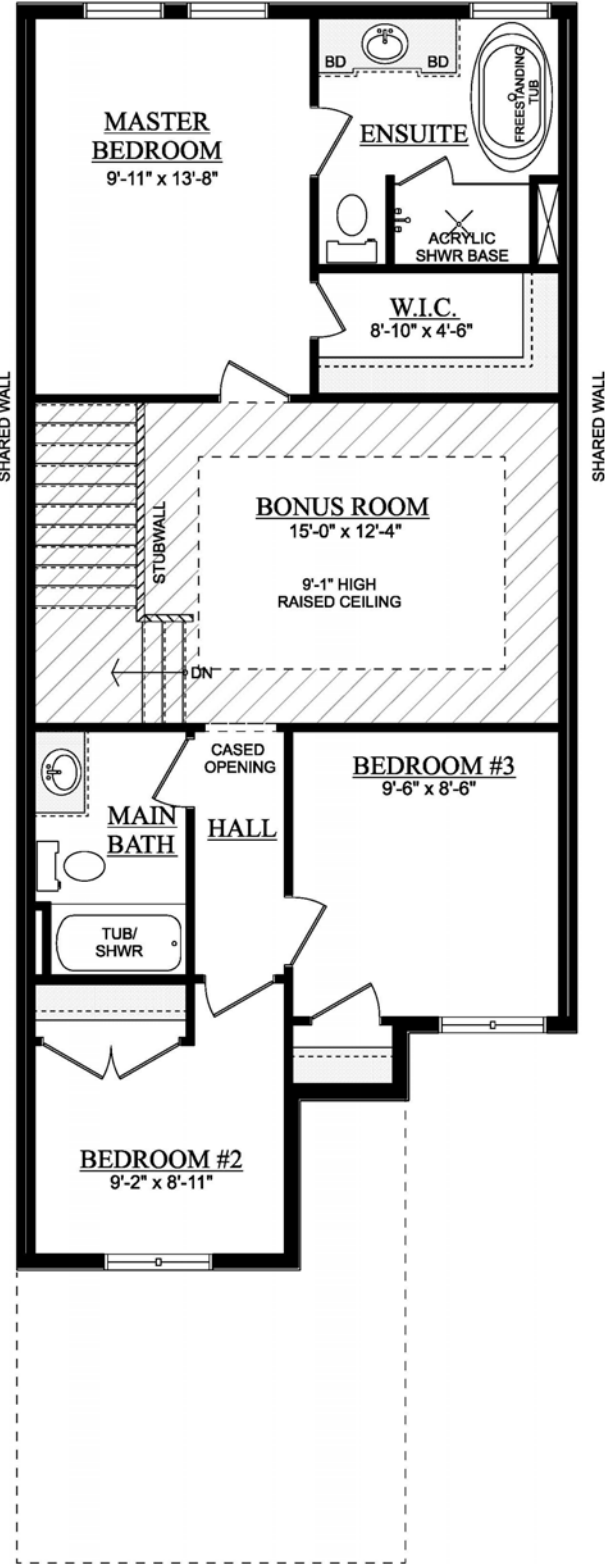 BD
BD
FREESTANDING
TUB
MASTER
BEDROOM
9'-11" x 13'-8"
ENSUITE
ACRYLIC
SHWR BASE
W.I.C.
8'-10" x 4'-6"
SHARED WALL
SHARED WALL
STUBWALL
BONUS ROOM
15'-0" x 12'-4"
9'-1" HIGH
RAISED CEILING
DN
CASED
OPENING
HALL
MAIN
BATH
BEDROOM #3
9'-6" x 8'-6"
TUB/
SHWR
BEDROOM #2
9'-2" x 8'-11"